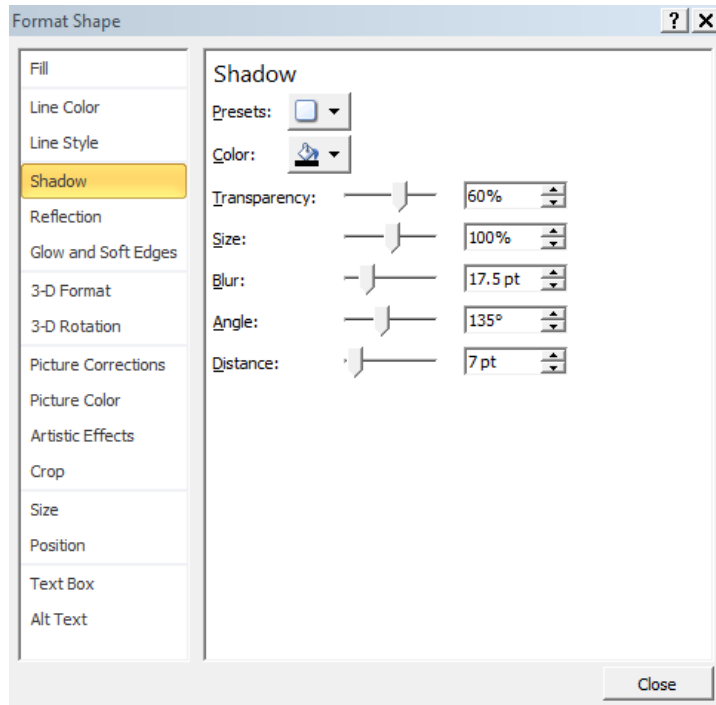 Format Shape
?
Fill
Line Color
Line Style
Shadow
Reflection
Glow and Soft Edges
3-D Format
3-D Rotation
Picture Corrections
Picture Color
Artistic Effects
Crop
Size
Position
Text Box
Alt Text
Shadow
Presets:
Color:
Transparency: 60%
Size: 100%
Blur: 17.5 pt
Angle: 135°
Distance: 7 pt
Close